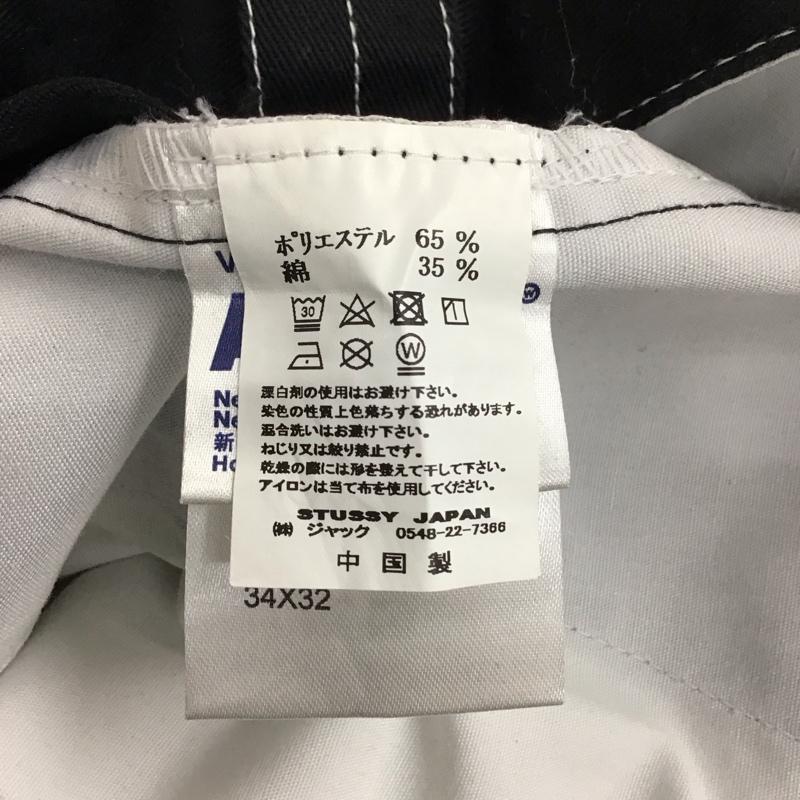 ポリエステル 65 %
綿 35 %
30
W
漂白剤の使用はお避け下さい。
染色の性質上色落ちする恐れがあります。
混合洗いはお避け下さい。
ねじり又は絞り禁止です。
乾燥の際には形を整えて干して下さい。
アイロンは当て布を使用してください。
STUSSY JAPAN
㈱ ジャック 0548-22-7366
中国製
Ne
Ne
新
Ho
34X32